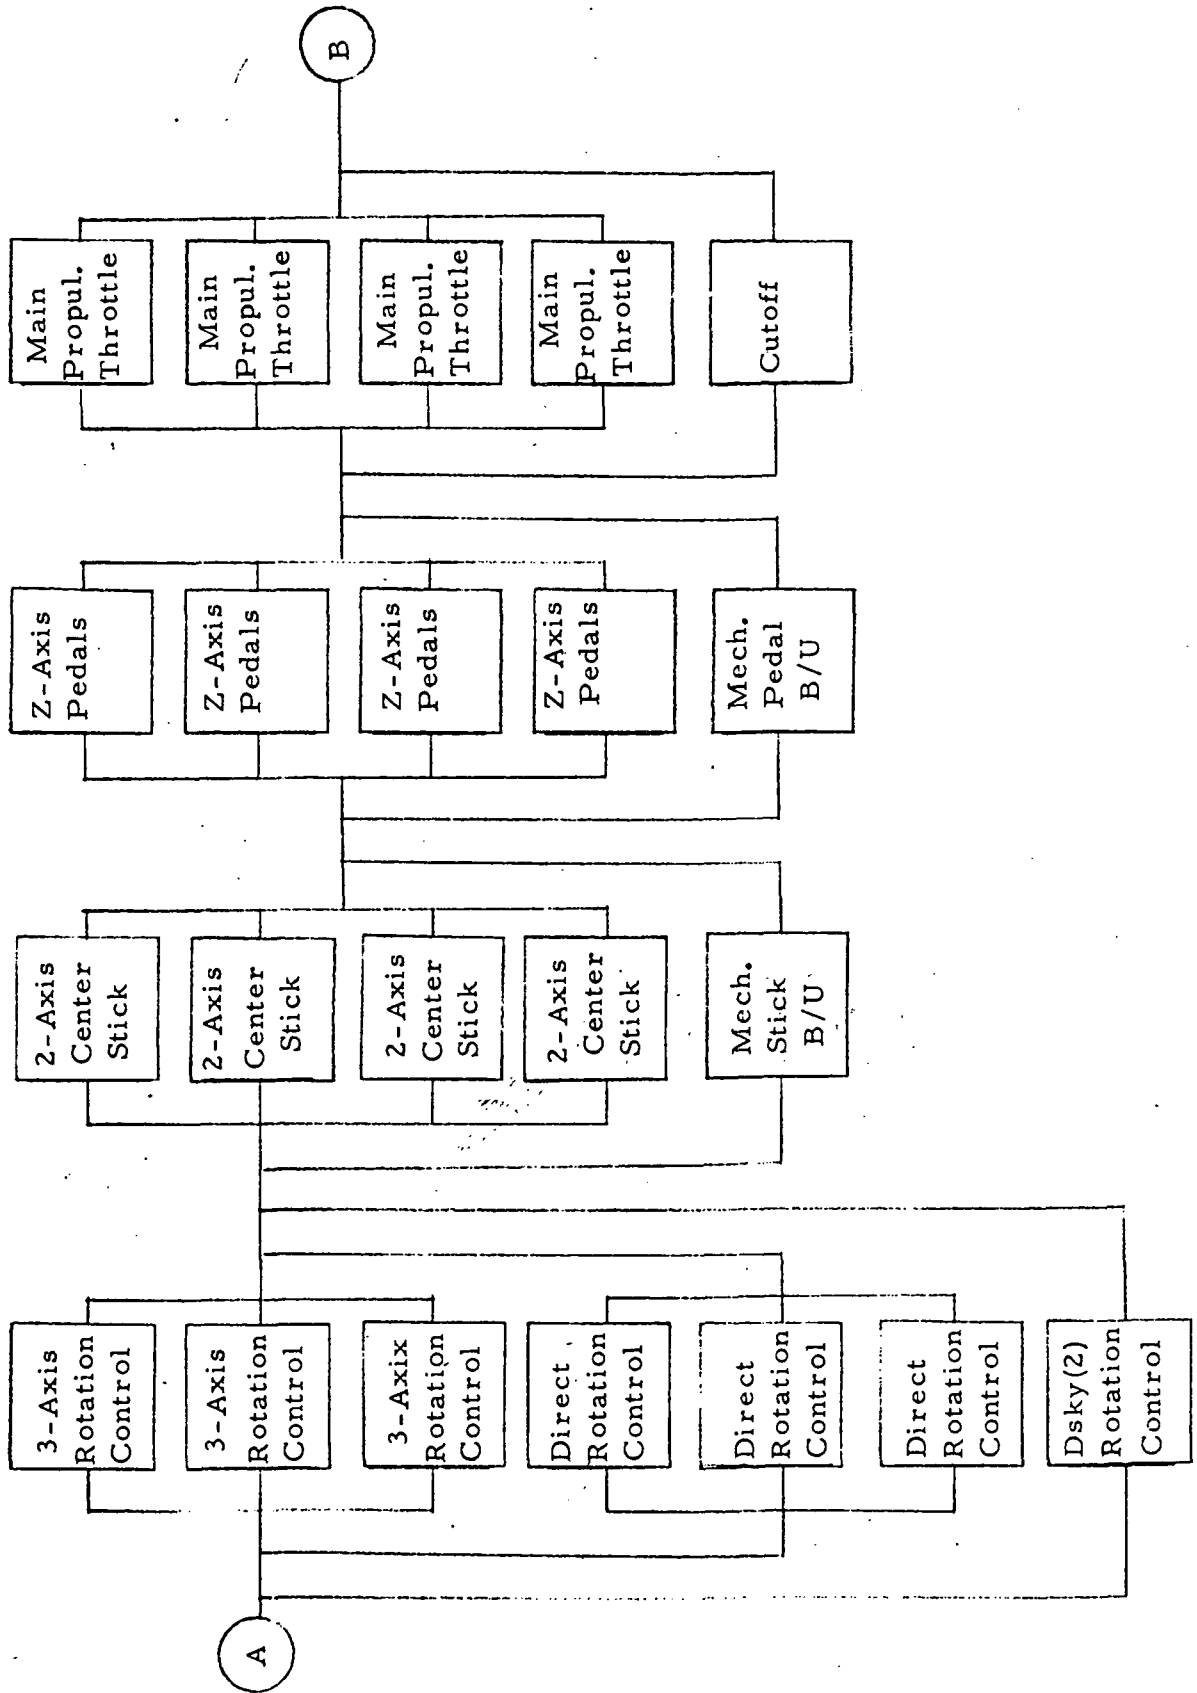 A
3-Axis
Rotation
Control
3-Axis
Rotation
Control
3-Axix
Rotation
Control
Direct
Rotation
Control
Direct
Rotation
Control
Direct
Rotation
Control
Dsky(2)
Rotation
Control
2-Axis
Center
Stick
2-Axis
Center
Stick
2-Axis
Center
Stick
2-Axis
Center
Stick
Mech.
Stick
B/U
Z-Axis
Pedals
Z-Axis
Pedals
Z-Axis
Pedals
Z-Axis
Pedals
Mech.
Pedal
B/U
Main
Propul.
Throttle
Main
Propul.
Throttle
Main
Propul.
Throttle
Main
Propul.
Throttle
Cutoff
B